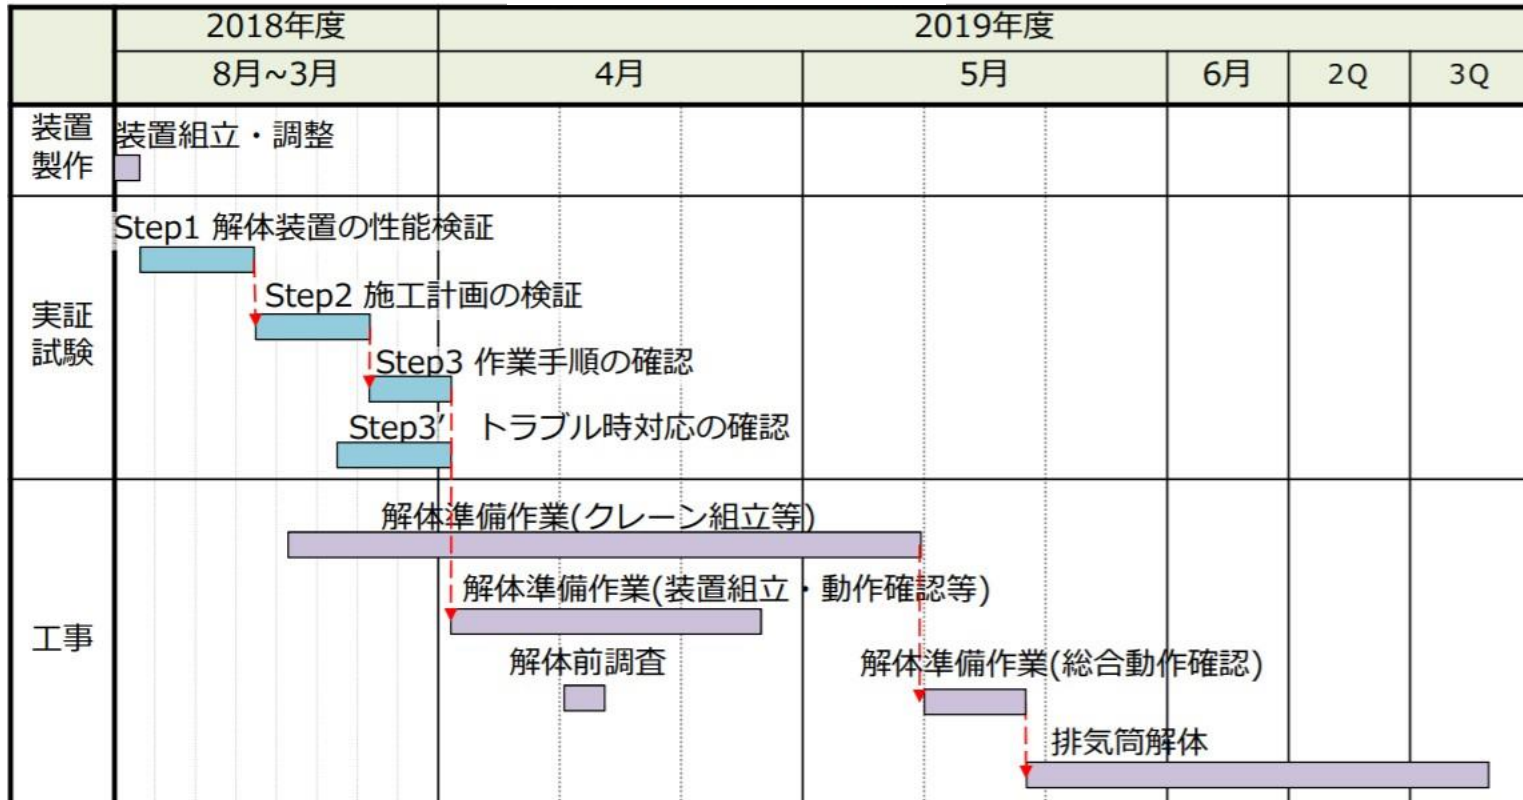 2018年度
2019年度
8月~3月
4月
5月
6月
2Q
3Q
装置
製作
装置組立・調整
実証
試験
Step1 解体装置の性能検証
Step2 施工計画の検証
Step3 作業手順の確認
Step3′ トラブル時対応の確認
工事
解体準備作業(クレーン組立等)
解体準備作業(装置組立・動作確認等)
解体前調査
解体準備作業(総合動作確認)
排気筒解体